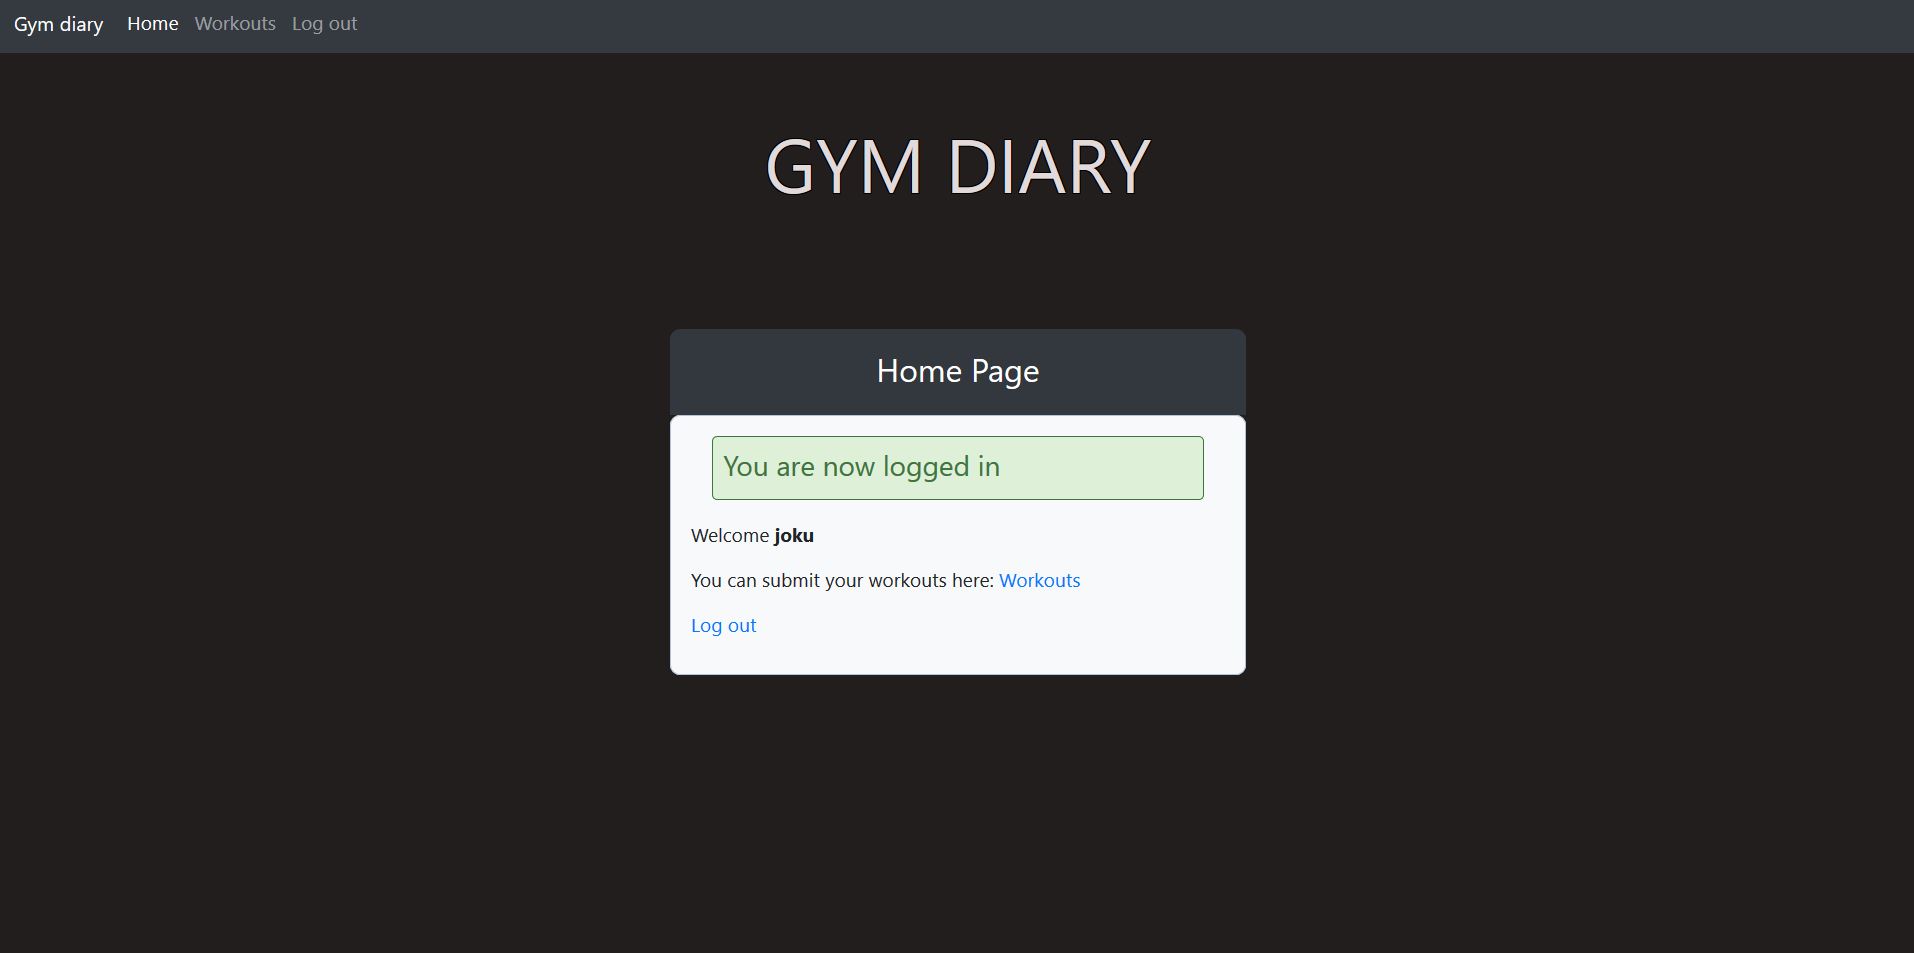 Gym diary Home Workouts Log out
GYM DIARY
Home Page
You are now logged in
Welcome joku
You can submit your workouts here: Workouts
Log out